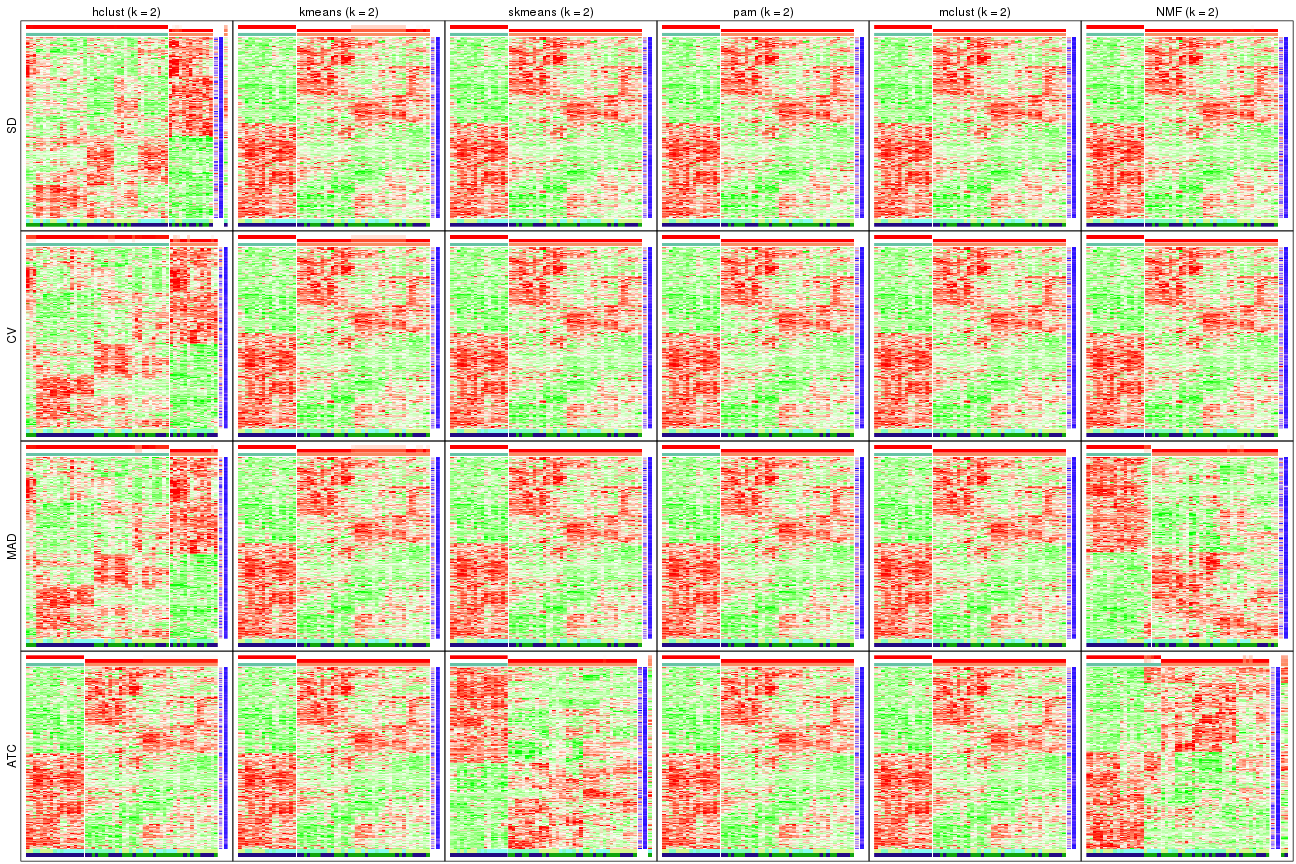 hclust (k = 2) kmeans (k = 2) skmeans (k = 2) pam (k = 2) mclust (k = 2) NMF (k = 2)
SD
CV
MAD
ATC